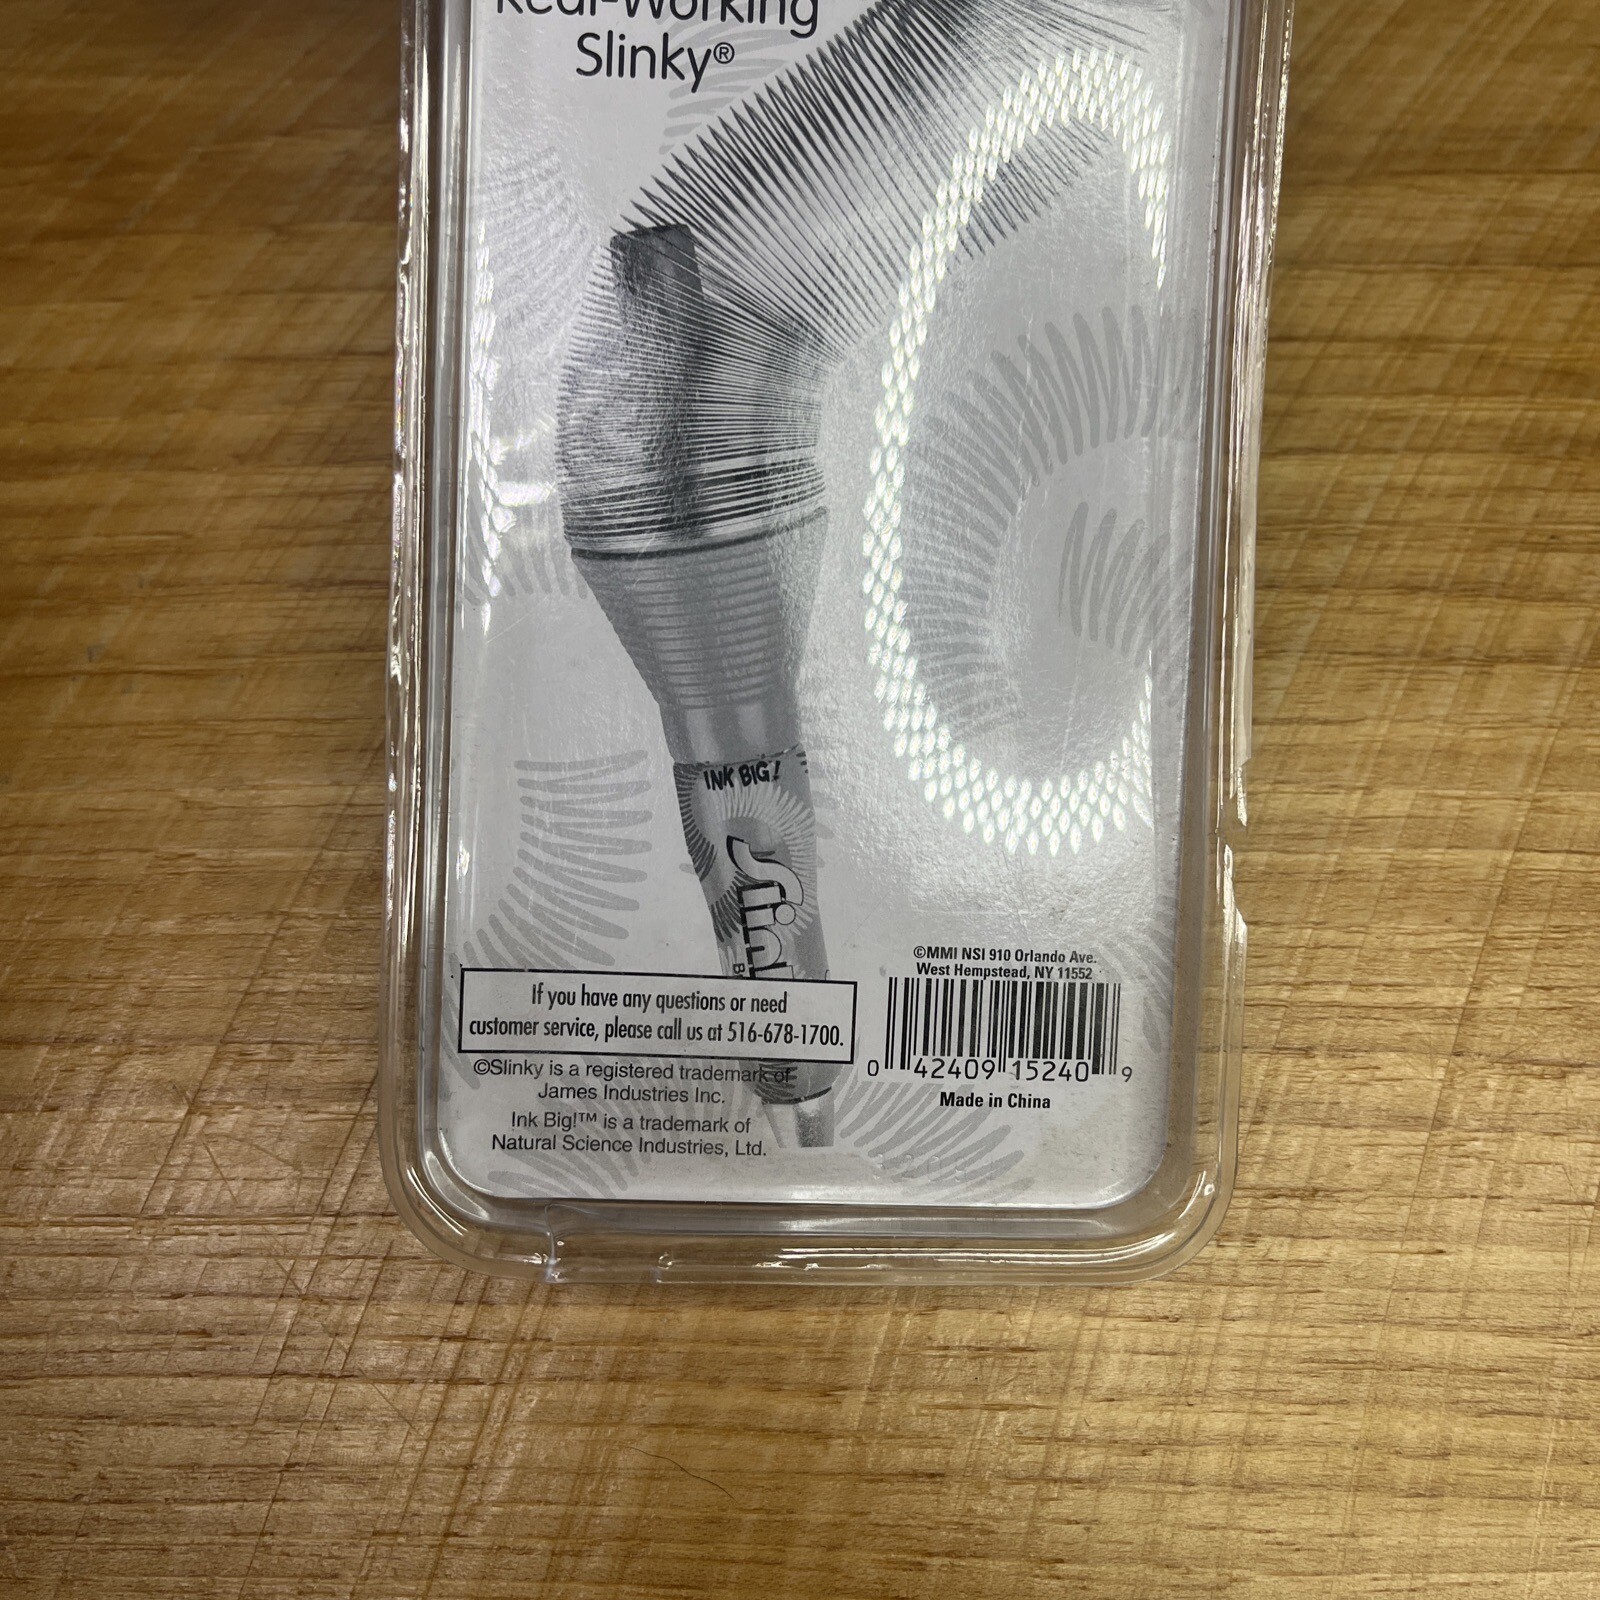 Real-Working
Slinky®
INK BIG!
©MMI NSI 910 Orlando Ave.
West Hempstead, NY 11552
If you have any questions or need
customer service, please call us at 516-678-1700.
0 42409 15240 9
Made in China
©Slinky is a registered trademark of
James Industries Inc.
Ink Big!™ is a trademark of
Natural Science Industries, Ltd.